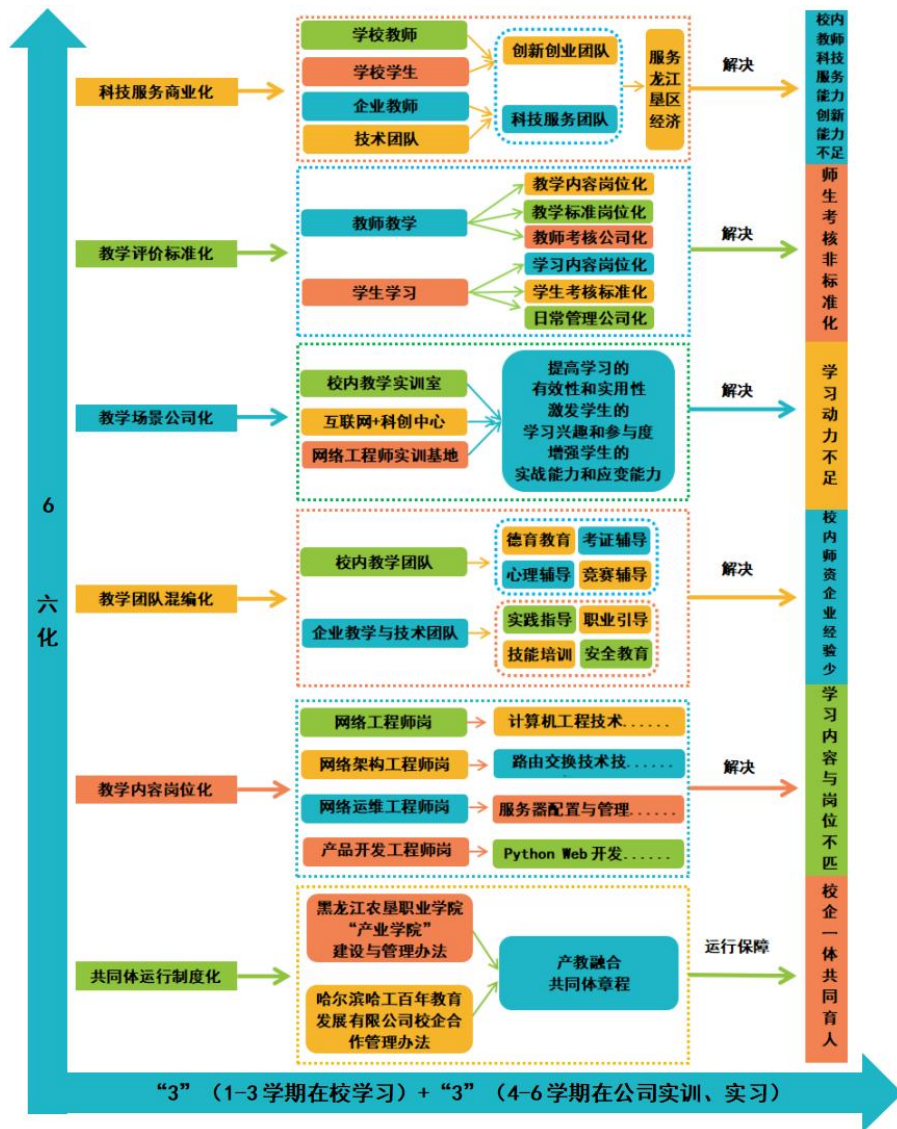 学校教师
学校学生
企业教师
技术团队
创新创业团队
科技服务团队
服务龙江垦区经济
科技服务商业化
解决
校内教师科技服务能力创新能力不足
教师教学
学生学习
教学内容岗位化
教学标准岗位化
教师考核公司化
学习内容岗位化
学生考核标准化
日常管理公司化
教学评价标准化
解决
师生考核非标准化
校内教学实训室
互联网+科创中心
网络工程师实训基地
提高学习的
有效性和实用性
激发学生的
学习兴趣和参与度
增强学生的
实战能力和应变能力
教学场景公司化
解决
学习动力不足
6
六
化
校内教学团队
企业教学与技术团队
德育教育
考证辅导
心理辅导
竞赛辅导
实践指导
职业引导
技能培训
安全教育
教学团队混编化
解决
校内师资企业经验少
网络工程师岗
计算机工程技术......
网络架构工程师岗
路由交换技术技......
网络运维工程师岗
服务器配置与管理......
产品开发工程师岗
Python Web 开发......
教学内容岗位化
解决
学习内容与岗位不匹
黑龙江农垦职业学院
“产业学院”
建设与管理办法
哈尔滨哈工百年教育
发展有限公司校企合
作管理办法
产教融合
共同体章程
共同体运行制度化
运行保障
校企一体共同育人
“3”（1-3 学期在校学习）+“3”（4-6 学期在公司实训、实习）